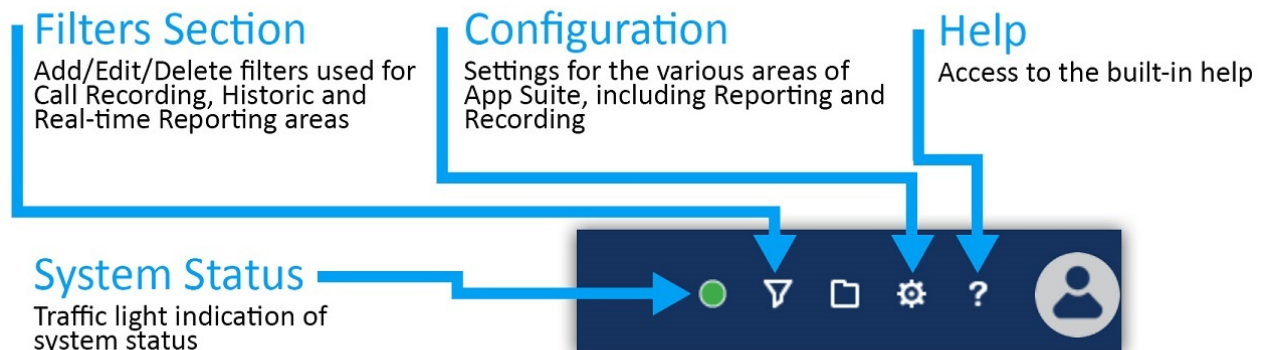 Filters Section
Add/Edit/Delete filters used for
Call Recording, Historic and
Real-time Reporting areas
Configuration
Settings for the various areas of
App Suite, including Reporting and
Recording
Help
Access to the built-in help
System Status
Traffic light indication of
system status
?